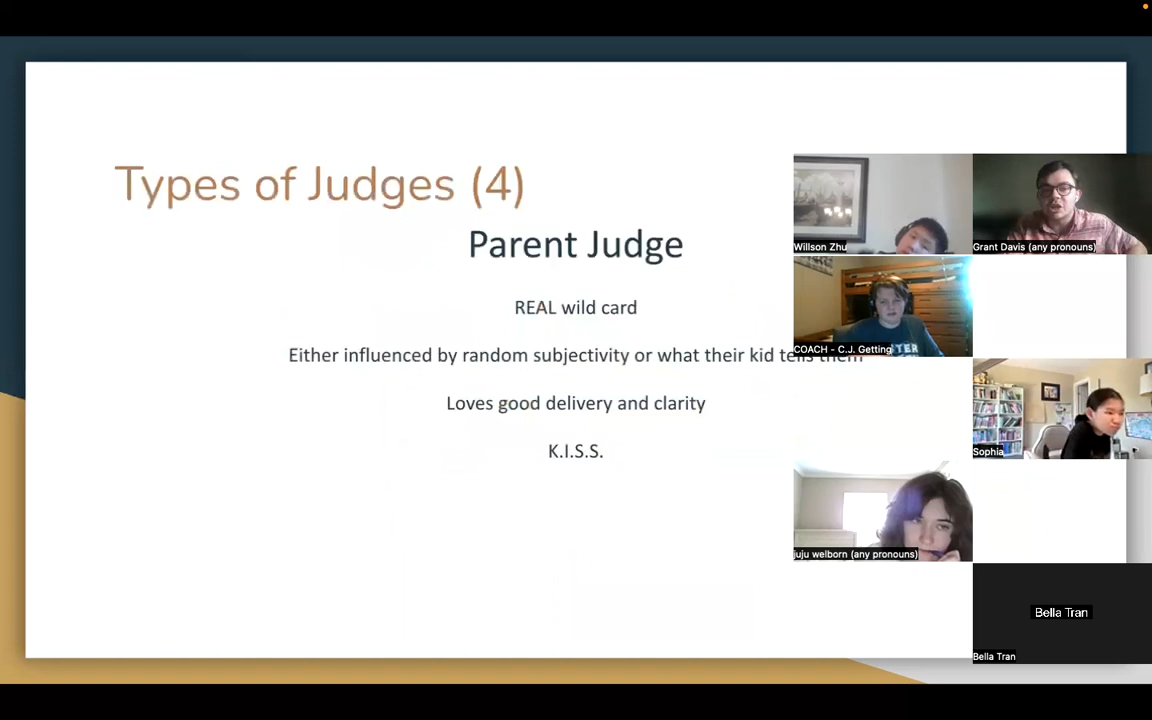 Types of Judges (4)
Parent Judge
REAL wild card
Either influenced by random subjectivity or what their kid tells them
Loves good delivery and clarity
K.I.S.S.
Willson Zhu
Grant Davis (any pronouns)
COACH - C.J. Getting
Sophia
juju welborn (any pronouns)
Bella Tran
Bella Tran